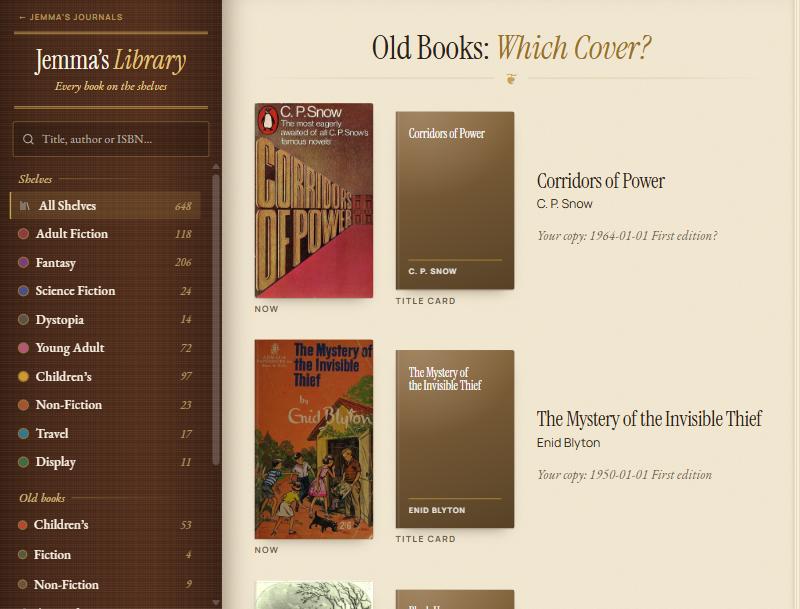 ← JEMMA'S JOURNALS
Jemma's Library
Every book on the shelves
Title, author or ISBN...
Shelves
All Shelves 648
Adult Fiction 118
Fantasy 206
Science Fiction 24
Dystopia 14
Young Adult 72
Children's 97
Non-Fiction 23
Travel 17
Display 11
Old books
Children's 53
Fiction 4
Non-Fiction 9
Old Books: Which Cover?
C. P. Snow
The most eagerly
awaited of all C. P. Snow's
famous novels
CORRIDORS
OF POWER
NOW
Corridors of Power
C. P. SNOW
TITLE CARD
Corridors of Power
C. P. Snow
Your copy: 1964-01-01 First edition?
The Mystery of
the Invisible
Thief
by
Enid Blyton
2'6
NOW
The Mystery of
the Invisible Thief
ENID BLYTON
TITLE CARD
The Mystery of the Invisible Thief
Enid Blyton
Your copy: 1950-01-01 First edition